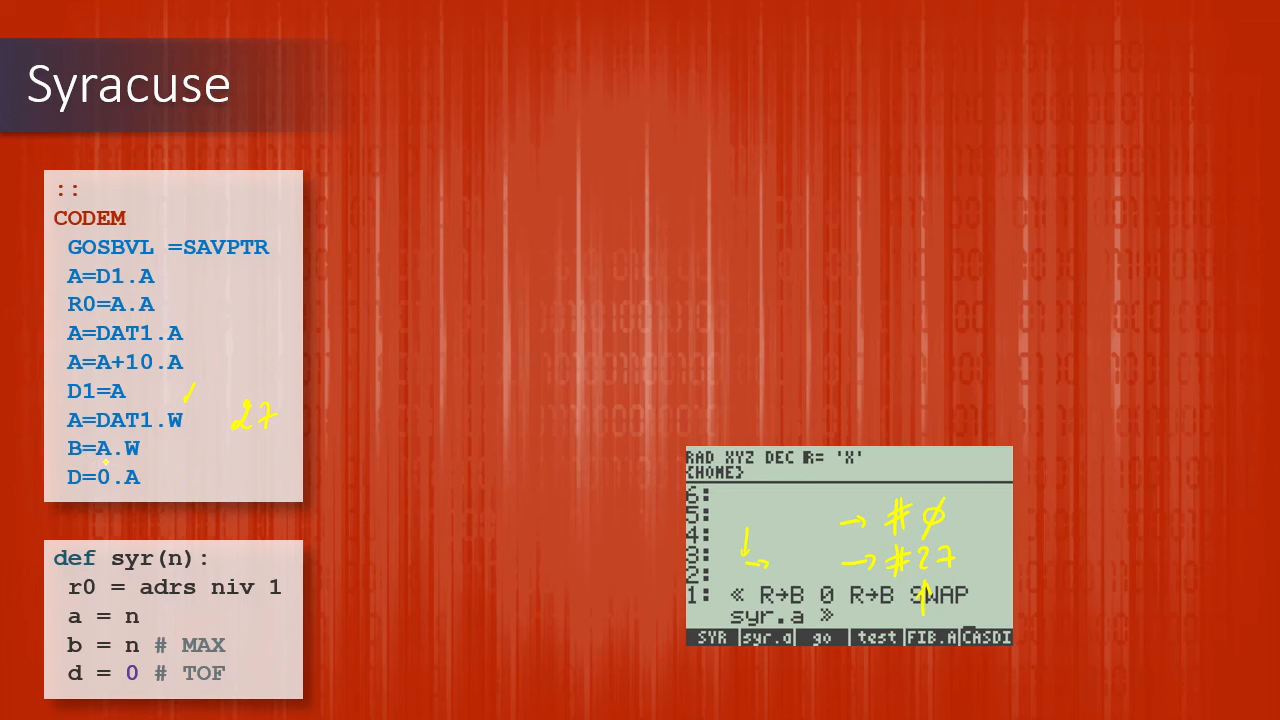 Syracuse
::
CODEM
GOSBVL =SAVPTR
A=D1.A
R0=A.A
A=DAT1.A
A=A+10.A
D1=A
A=DAT1.W
27
B=A.W
D=0.A
def syr(n):
r0 = adrs niv 1
a = n
b = n # MAX
d = 0 # TOF
RAD XYZ DEC R= 'X'
{HOME}
6:
5:
→ #0
4:
3:
→ #27
2:
1: « R→B 0 R→B SWAP
syr.a »
SYR syr.a go test FIB.A CASDI